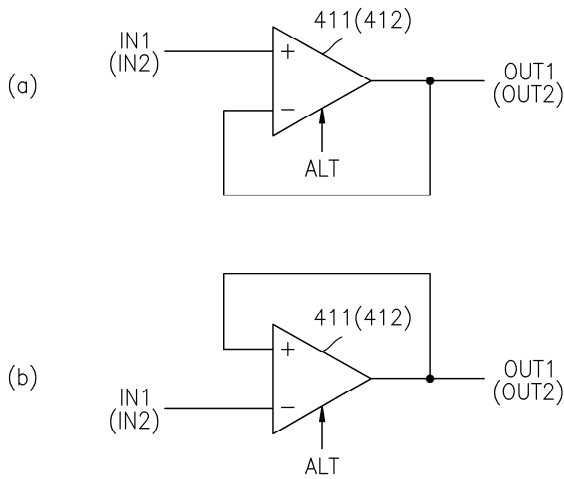 411(412)
IN1
(IN2)
+
OUT1
(OUT2)
(a)
−
ALT
411(412)
+
OUT1
(OUT2)
(b)
IN1
(IN2)
−
ALT